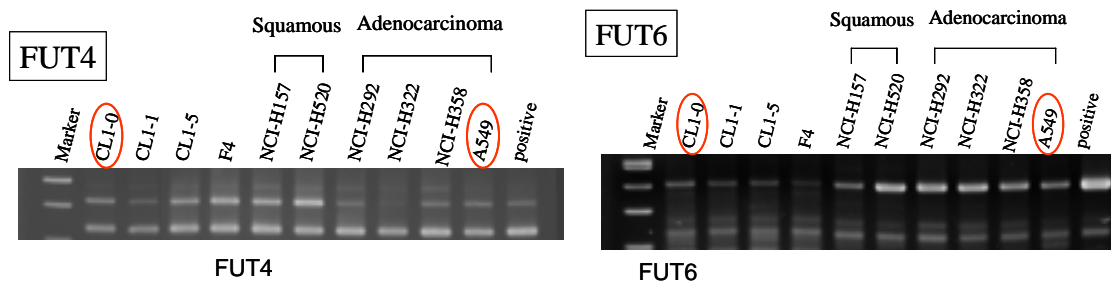 FUT4
Squamous Adenocarcinoma
Marker CL1-0 CL1-1 CL1-5 F4 NCI-H157 NCI-H520 NCI-H292 NCI-H322 NCI-H358 A549 positive
FUT4
FUT6
Squamous Adenocarcinoma
Marker CL1-0 CL1-1 CL1-5 F4 NCI-H157 NCI-H520 NCI-H292 NCI-H322 NCI-H358 A549 positive
FUT6